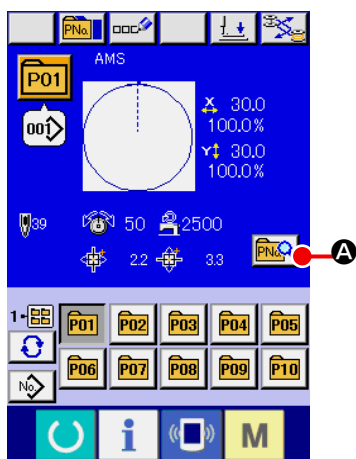 PNo.
AMS
P01
001
X 30.0
100.0%
Y 30.0
100.0%
39
50
2500
2.2
3.3
PNo.
A
1-
P01 P02 P03 P04 P05
P06 P07 P08 P09 P10
No.
i
M